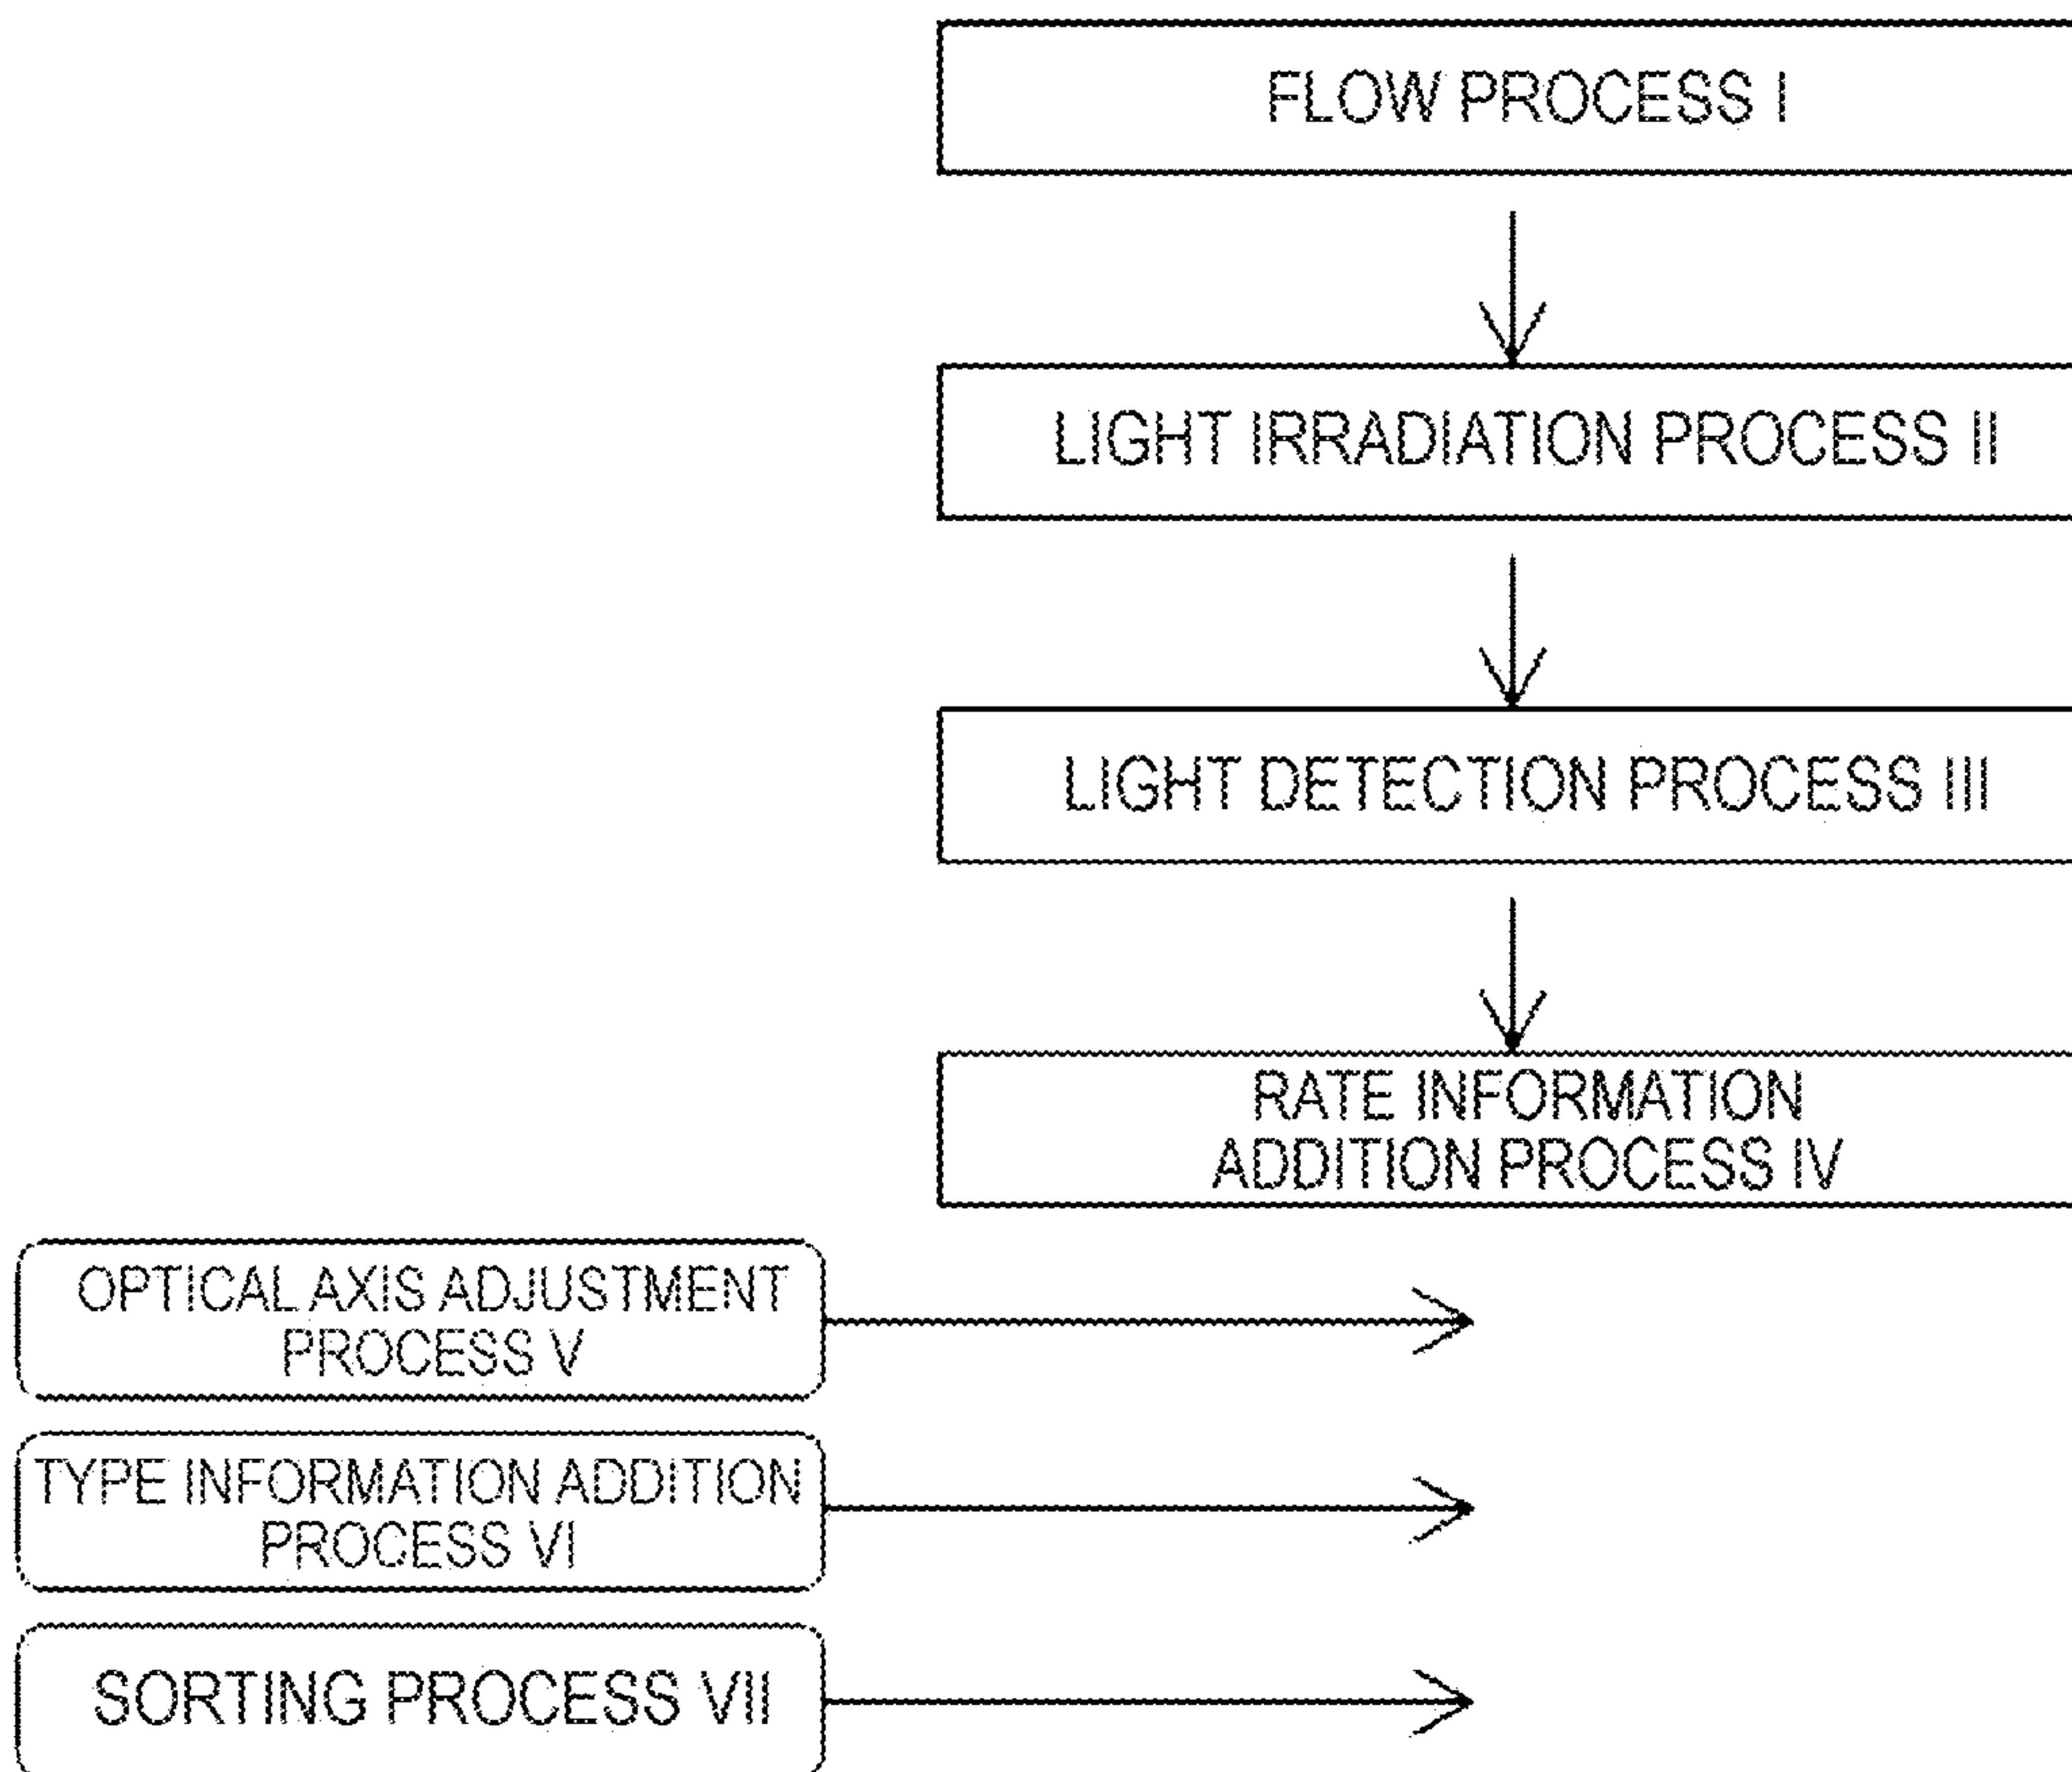 FLOW PROCESS I
LIGHT IRRADIATION PROCESS II
LIGHT DETECTION PROCESS III
RATE INFORMATION
ADDITION PROCESS IV
OPTICAL AXIS ADJUSTMENT
PROCESS V
TYPE INFORMATION ADDITION
PROCESS VI
SORTING PROCESS VII